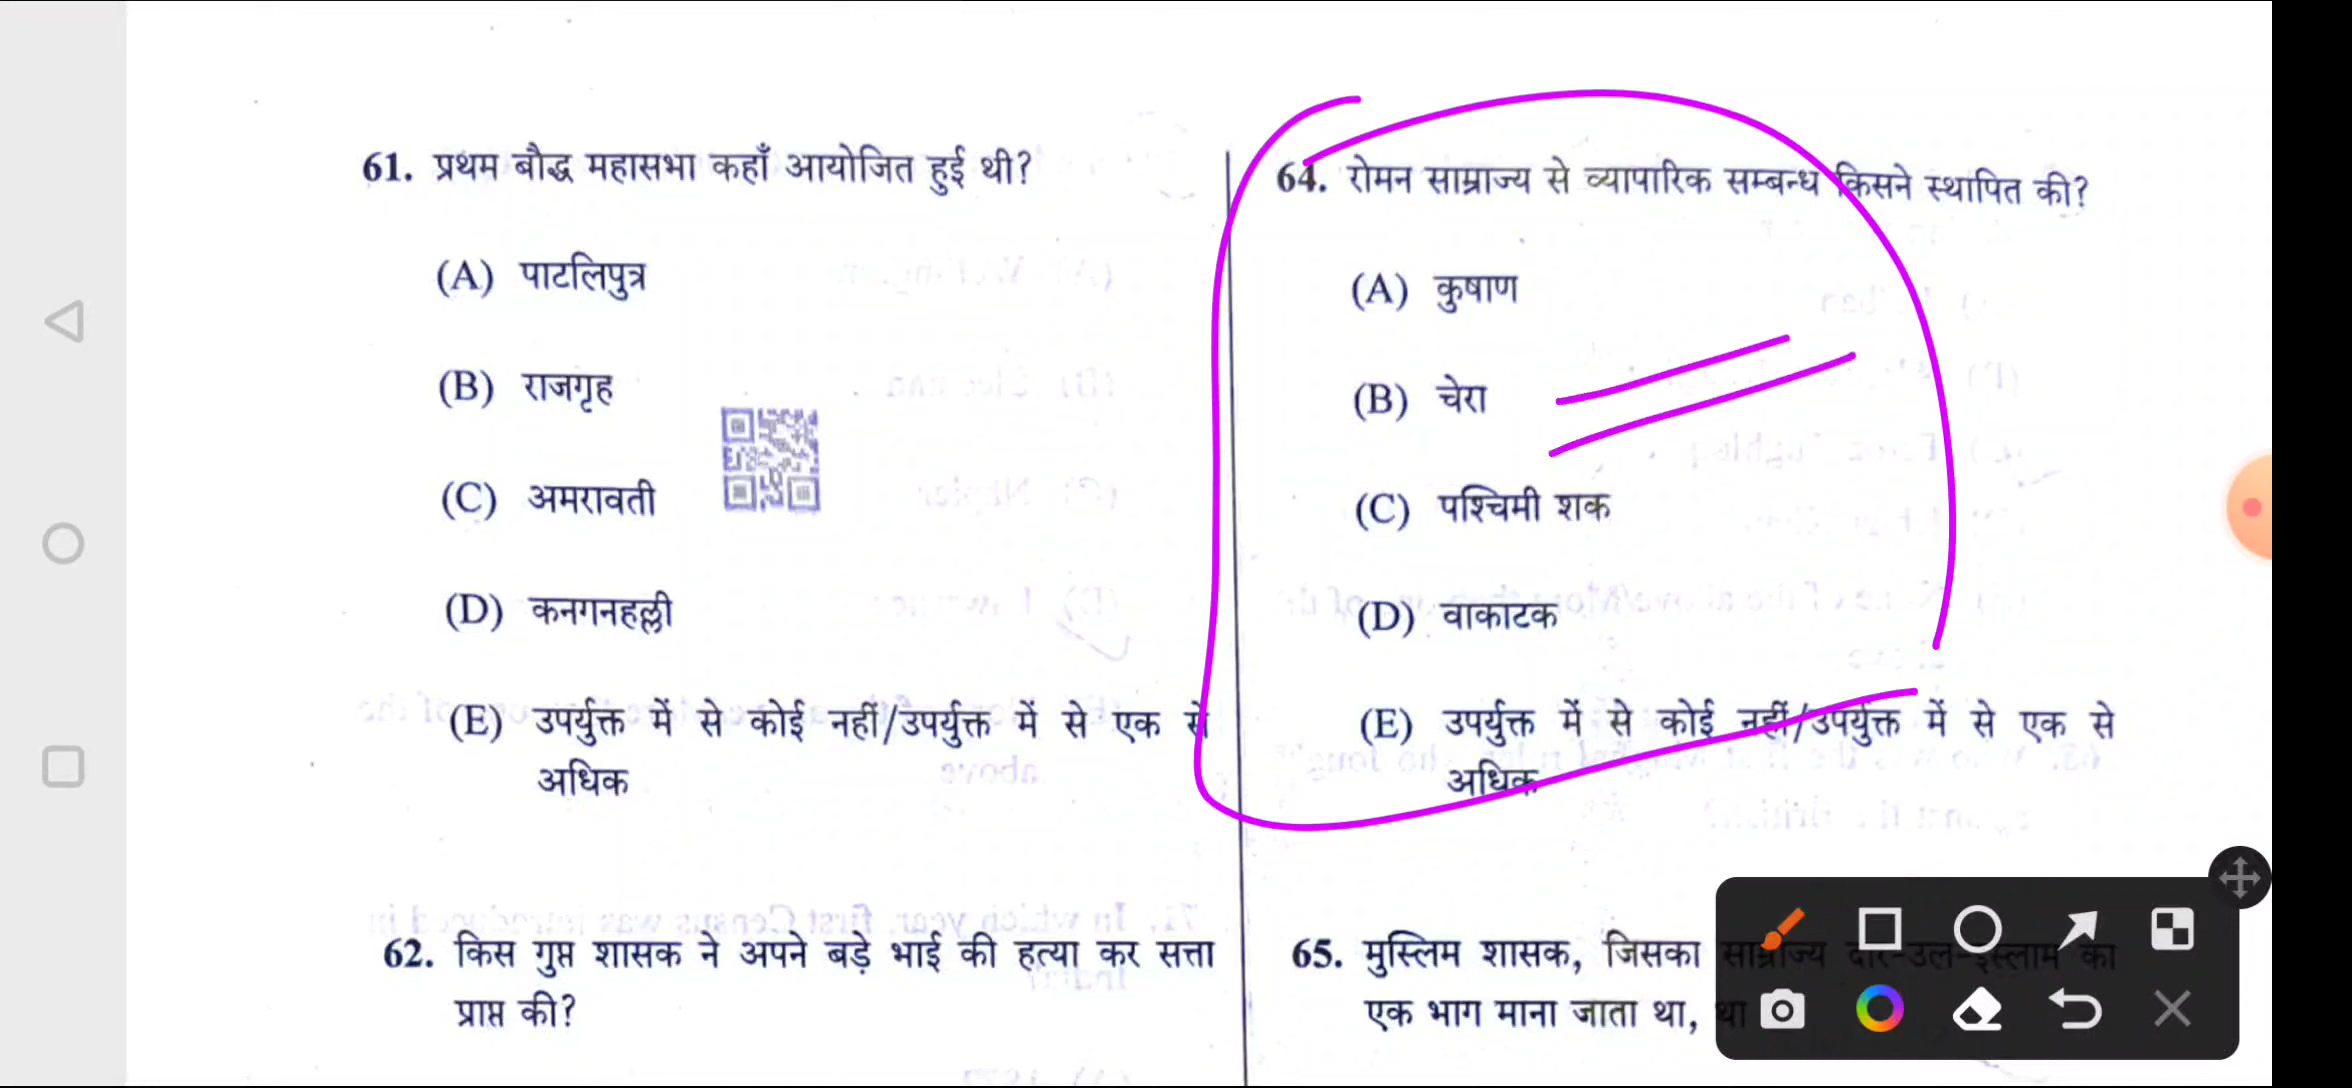 61. प्रथम बौद्ध महासभा कहाँ आयोजित हुई थी?
(A) पाटलिपुत्र
(B) राजगृह
(C) अमरावती
(D) कनगनहल्ली
(E) उपर्युक्त में से कोई नहीं/उपर्युक्त में से एक से
अधिक
62. किस गुप्त शासक ने अपने बड़े भाई की हत्या कर सत्ता
प्राप्त की?
64. रोमन साम्राज्य से व्यापारिक सम्बन्ध किसने स्थापित की?
(A) कुषाण
(B) चेरा
(C) पश्चिमी शक
(D) वाकाटक
(E) उपर्युक्त में से कोई नहीं/उपर्युक्त में से एक से
अधिक
65. मुस्लिम शासक, जिसका साम्राज्य दार-उल-इस्लाम का
एक भाग माना जाता था, था